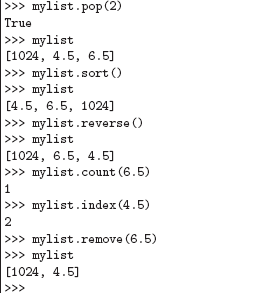 >>> mylist.pop(2)
True
>>> mylist
[1024, 4.5, 6.5]
>>> mylist.sort()
>>> mylist
[4.5, 6.5, 1024]
>>> mylist.reverse()
>>> mylist
[1024, 6.5, 4.5]
>>> mylist.count(6.5)
1
>>> mylist.index(4.5)
2
>>> mylist.remove(6.5)
>>> mylist
[1024, 4.5]
>>>